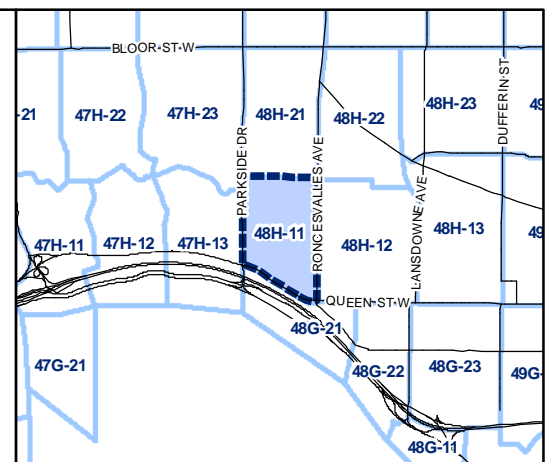 BLOOR ST W
-21
47H-22
47H-23
48H-21
48H-22
48H-23
DUFFERIN ST
49
PARKSIDE DR
RONCESVALLES AVE
LANSDOWNE AVE
47H-11
47H-12
47H-13
48H-11
48H-12
48H-13
49
QUEEN ST W
48G-21
47G-21
48G-22
48G-23
49G-
48G-11